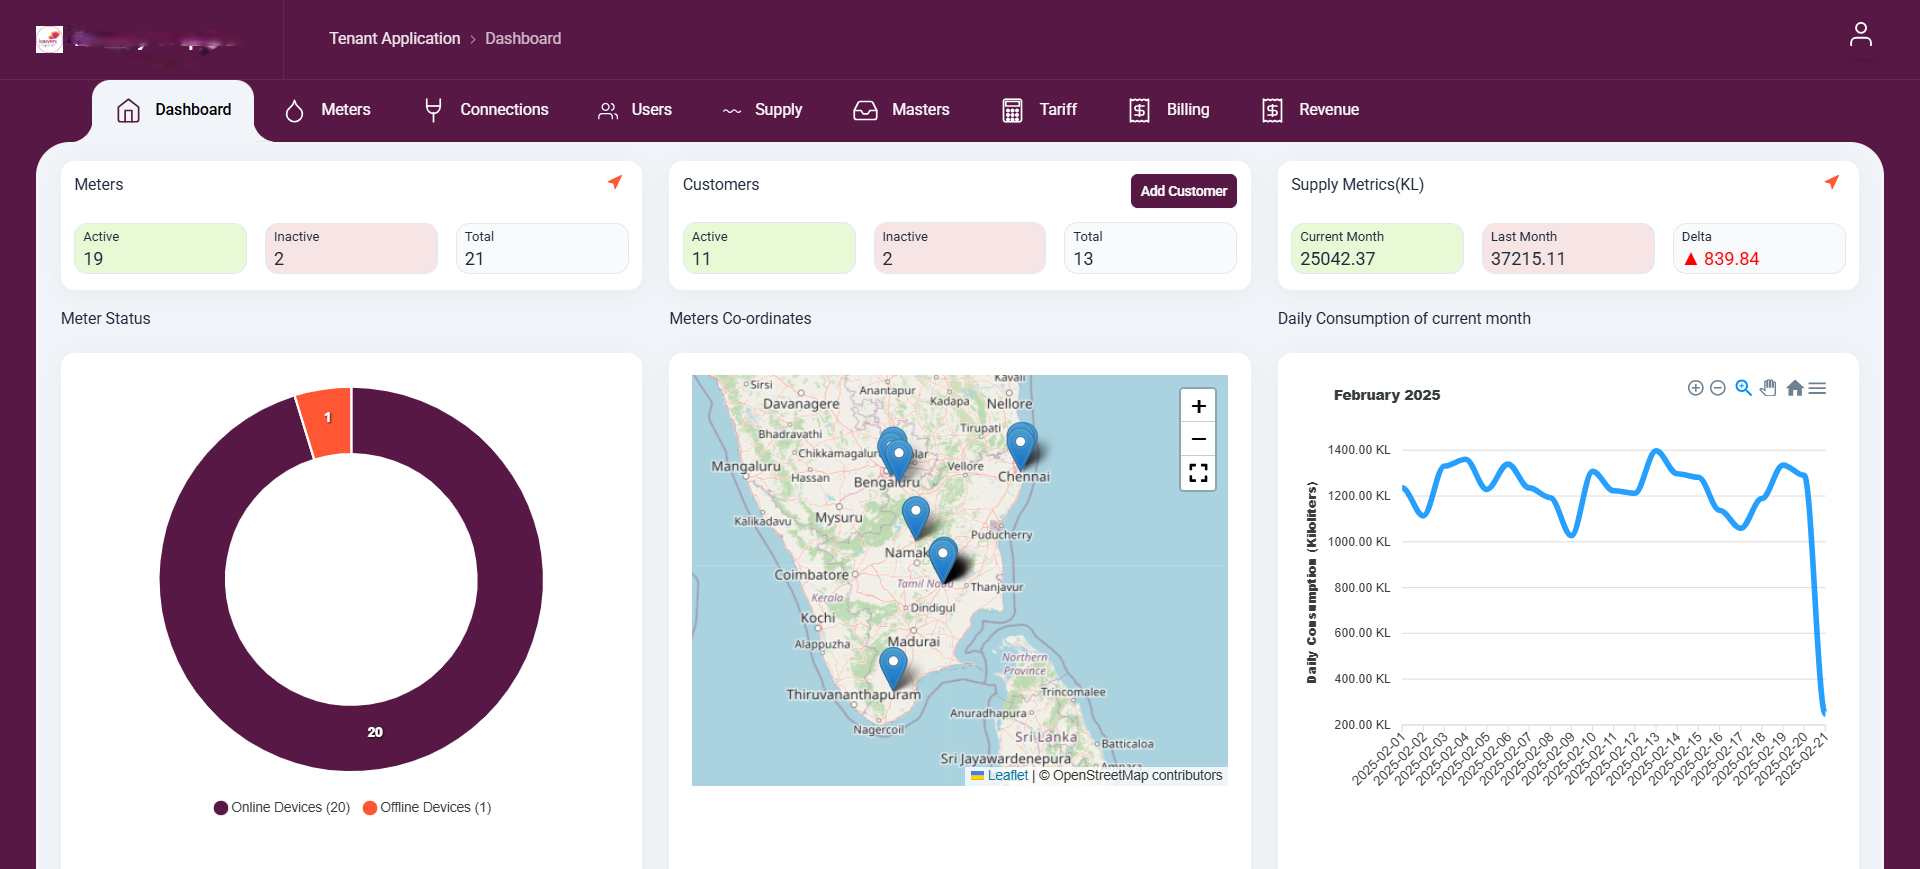 Tenant Application > Dashboard
Dashboard
Meters
Connections
Users
Supply
Masters
Tariff
Billing
Revenue
Meters
Active
19
Inactive
2
Total
21
Customers
Add Customer
Active
11
Inactive
2
Total
13
Supply Metrics(KL)
Current Month
25042.37
Last Month
37215.11
Delta
▲ 839.84
Meter Status
1
20
Online Devices (20)
Offline Devices (1)
Meters Co-ordinates
Sirsi
Kavali
Anantapur
Davanagere
Kadapa
Nellore
Bhadravathi
Tirupati
Chikkamagalur
lar
Mangaluru
Vellore
Hassan
Bengaluru
Chennai
Kalikadavu
Mysuru
Puducherry
Namak
Coimbatore
Tamil Nadu
Thanjavur
Kerala
Dindigul
Kochi
Alappuzha
Madurai
Northern
Province
Thiruvananthapuram
Trincomalee
Anuradhapura
Nagercoil
Sri Lanka
Batticaloa
Sri Jayawardenepura
Ampara
+
−
Leaflet | © OpenStreetMap contributors
Daily Consumption of current month
February 2025
Daily Consumption (Kiloliters)
1400.00 KL
1200.00 KL
1000.00 KL
800.00 KL
600.00 KL
400.00 KL
200.00 KL
2025-02-01
2025-02-02
2025-02-03
2025-02-04
2025-02-05
2025-02-06
2025-02-07
2025-02-08
2025-02-09
2025-02-10
2025-02-11
2025-02-12
2025-02-13
2025-02-14
2025-02-15
2025-02-16
2025-02-17
2025-02-18
2025-02-19
2025-02-20
2025-02-21